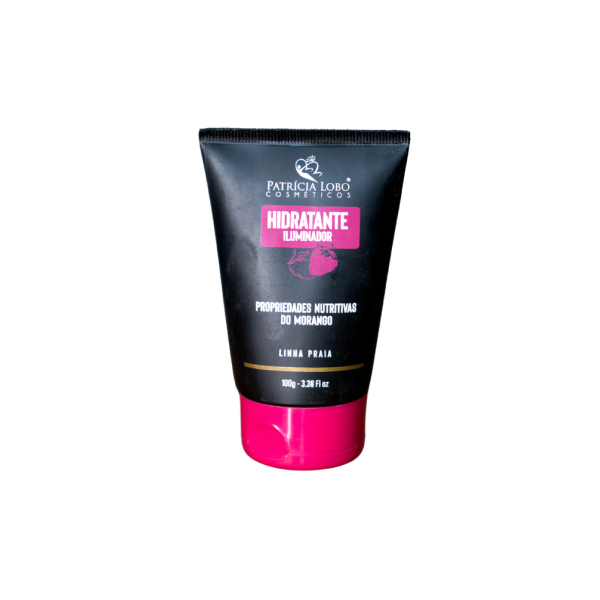 PATRÍCIA LOBO®
COSMÉTICOS
HIDRATANTE
ILUMINADOR
PROPRIEDADES NUTRITIVAS
DO MORANGO
LINHA PRAIA
100g - 3,38 Fl oz